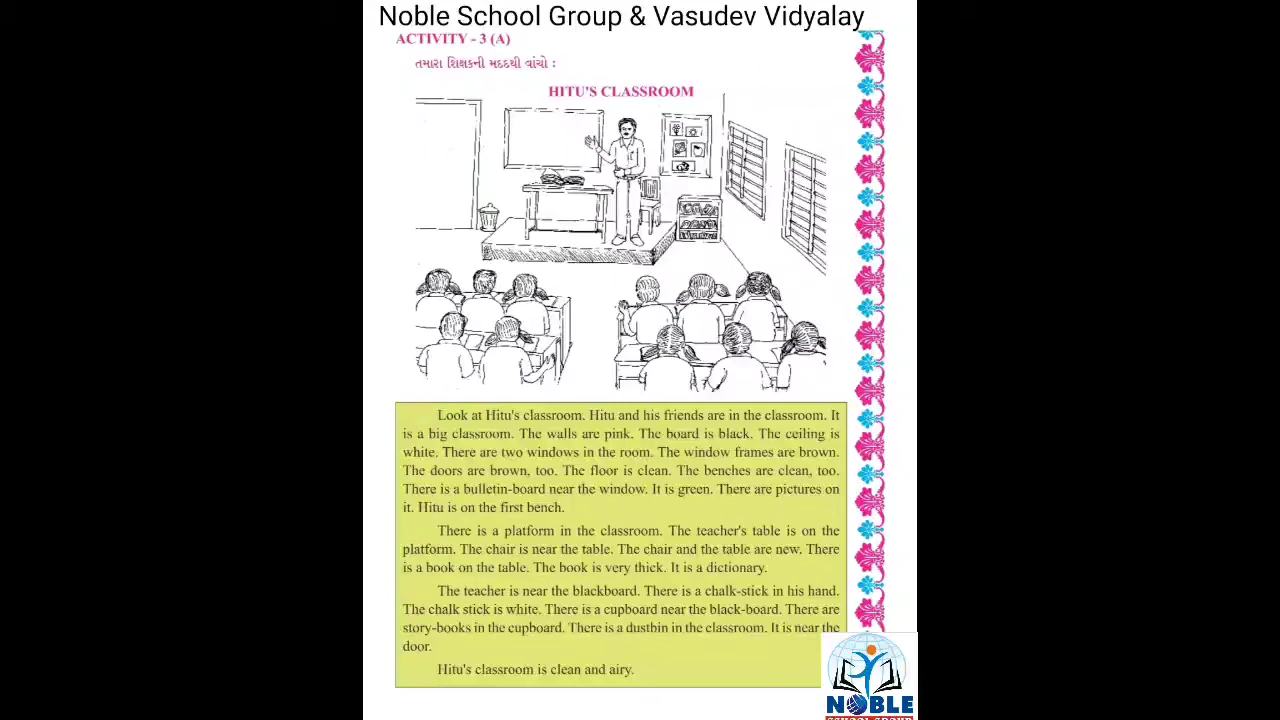 Noble School Group & Vasudev Vidyalay
ACTIVITY - 3 (A)
તમારા શિક્ષકની મદદથી વાંચો :
HITU'S CLASSROOM
Look at Hitu's classroom. Hitu and his friends are in the classroom. It
is a big classroom. The walls are pink. The board is black. The ceiling is
white. There are two windows in the room. The window frames are brown.
The doors are brown, too. The floor is clean. The benches are clean, too.
There is a bulletin-board near the window. It is green. There are pictures on
it. Hitu is on the first bench.
There is a platform in the classroom. The teacher's table is on the
platform. The chair is near the table. The chair and the table are new. There
is a book on the table. The book is very thick. It is a dictionary.
The teacher is near the blackboard. There is a chalk-stick in his hand.
The chalk stick is white. There is a cupboard near the black-board. There are
story-books in the cupboard. There is a dustbin in the classroom. It is near the
door.
Hitu's classroom is clean and airy.
NOBLE
SCHOOL GROUP